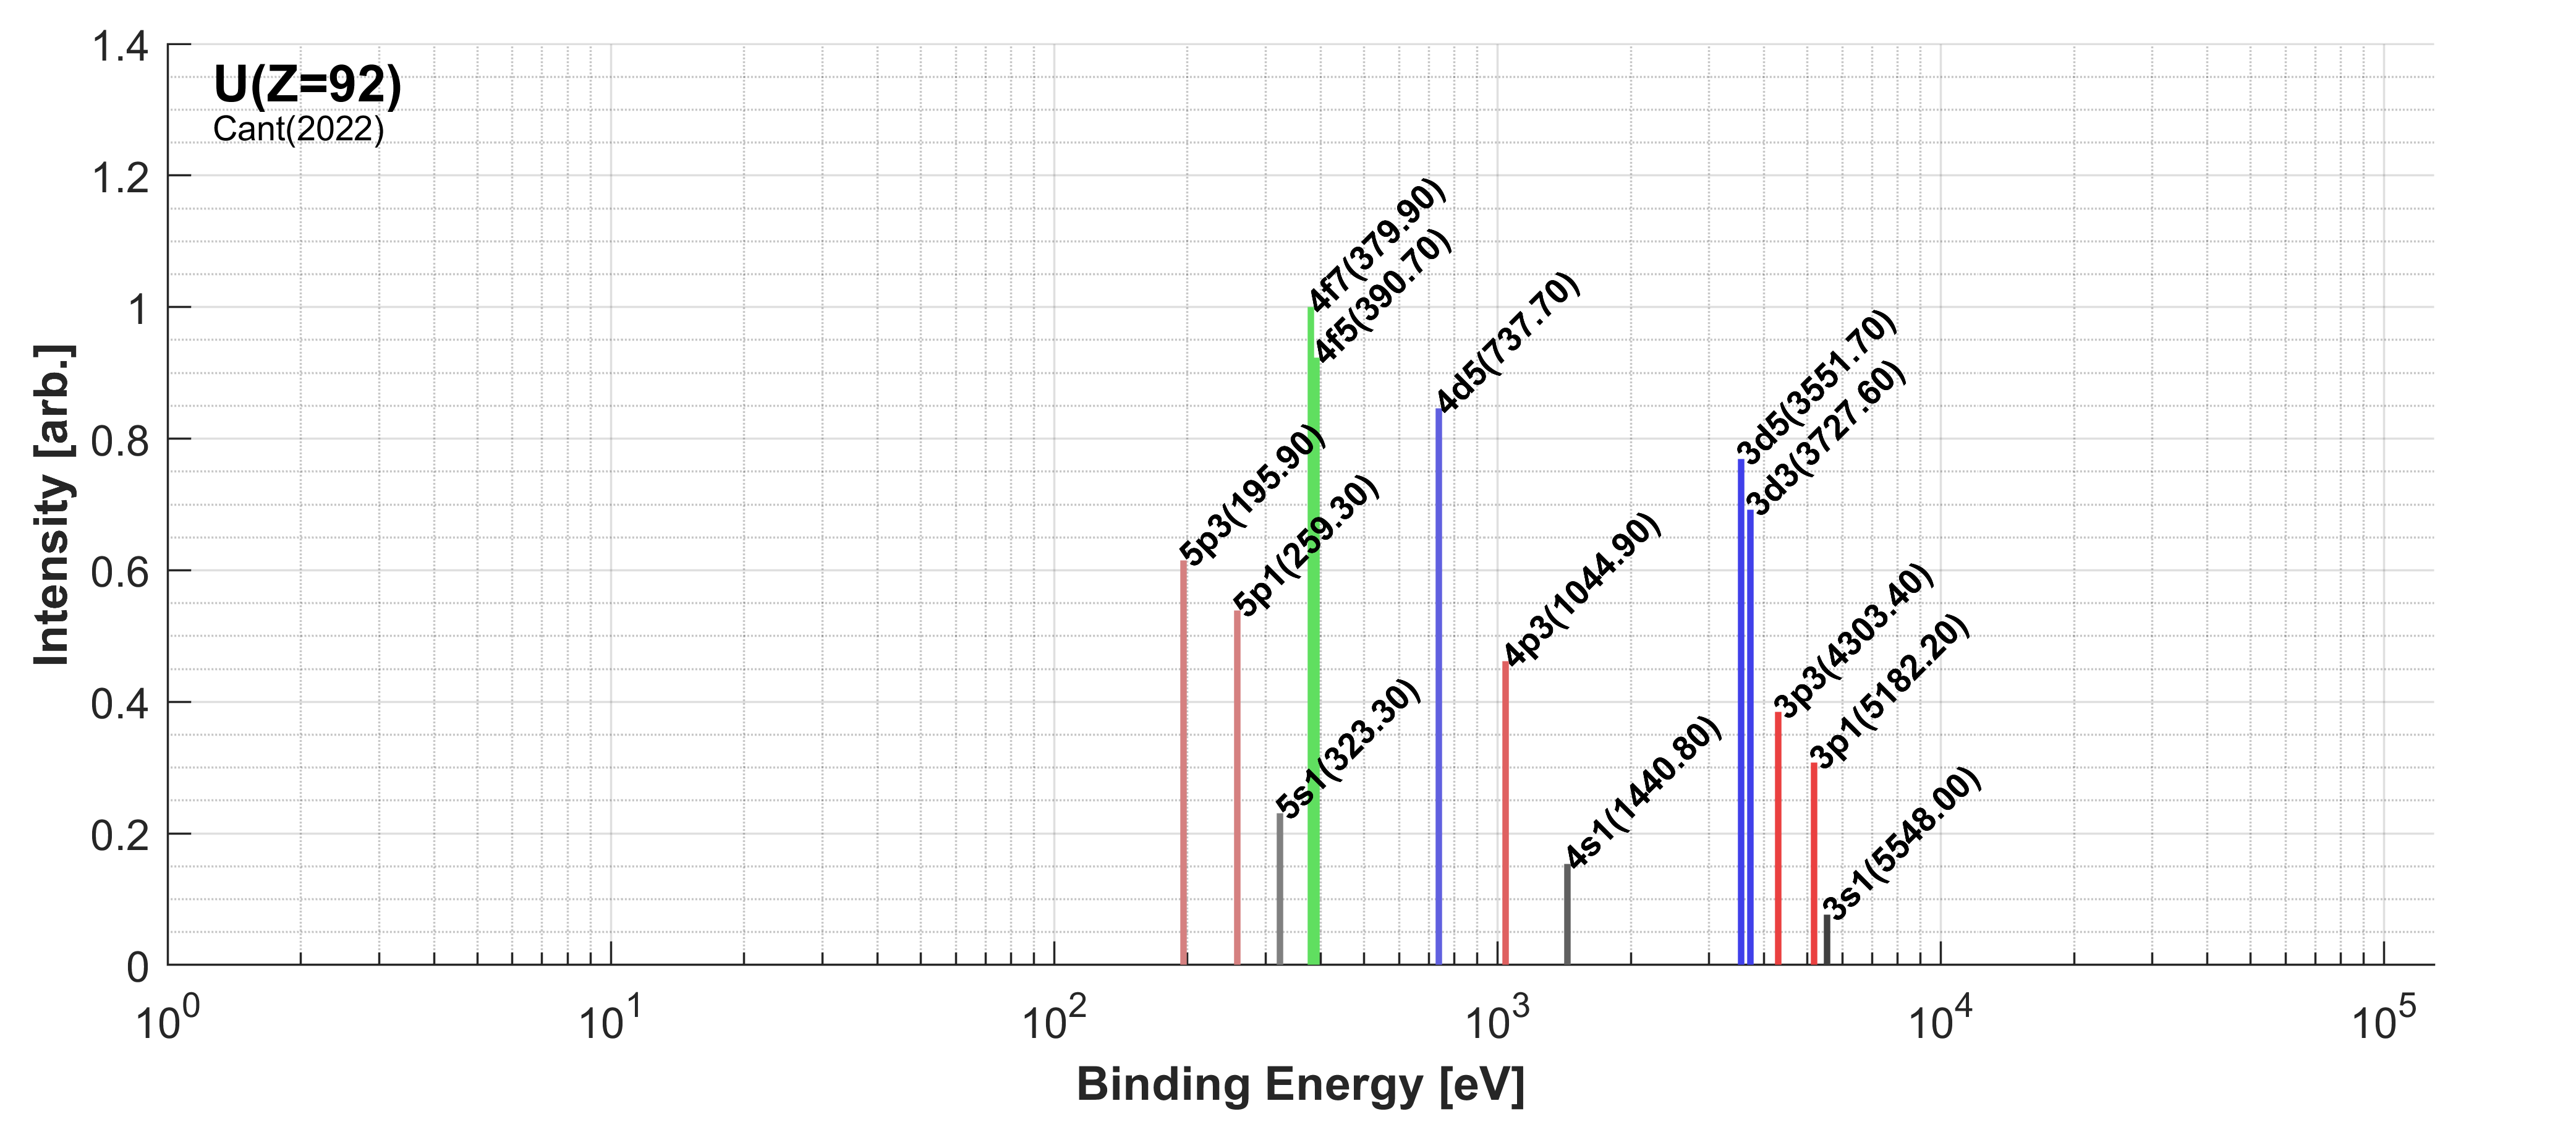 U(Z=92)
Cant(2022)
1.4
1.2
1
0.8
0.6
0.4
0.2
0
Intensity [arb.]
5p3(195.90)
5p1(259.30)
5s1(323.30)
4f7(379.90)
4f5(390.70)
4d5(737.70)
4p3(1044.90)
4s1(1440.80)
3d5(3551.70)
3d3(3727.60)
3p3(4303.40)
3p1(5182.20)
3s1(5548.00)
10^0 10^1 10^2 10^3 10^4 10^5
Binding Energy [eV]